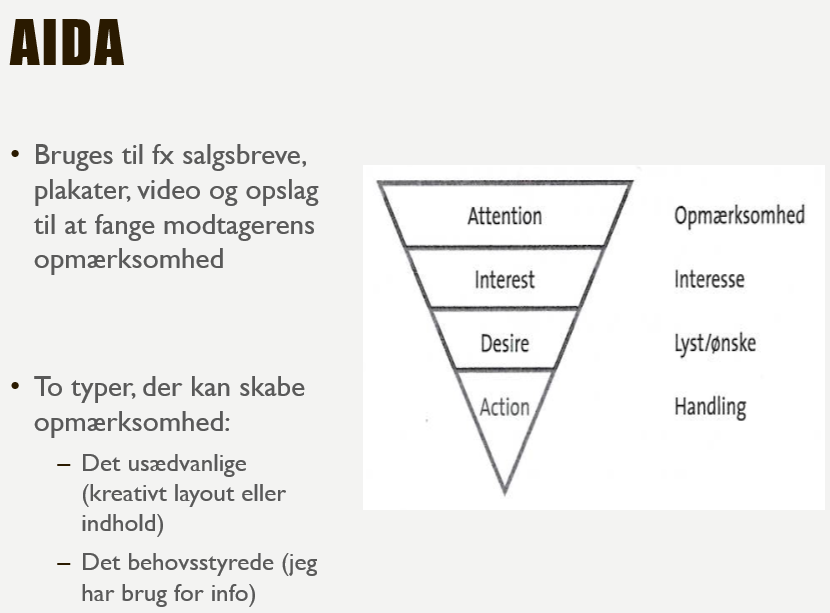 AIDA
• Bruges til fx salgsbreve,
plakater, video og opslag
til at fange modtagerens
opmærksomhed
• To typer, der kan skabe
opmærksomhed:
– Det usædvanlige
(kreativt layout eller
indhold)
– Det behovsstyrede (jeg
har brug for info)
Attention Opmærksomhed
Interest Interesse
Desire Lyst/ønske
Action Handling